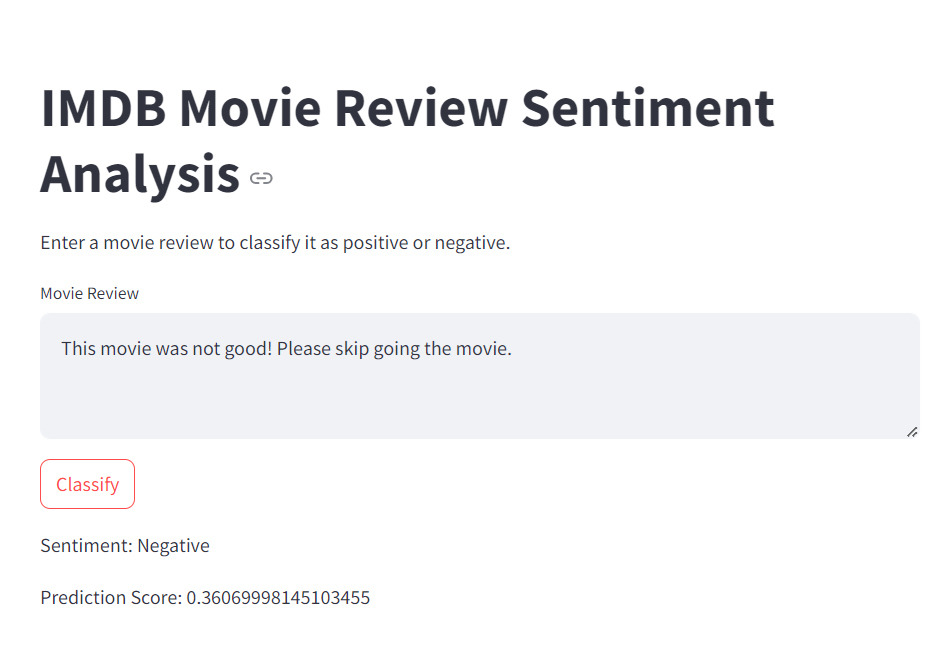 IMDB Movie Review Sentiment
Analysis
Enter a movie review to classify it as positive or negative.
Movie Review
This movie was not good! Please skip going the movie.
Classify
Sentiment: Negative
Prediction Score: 0.36069998145103455